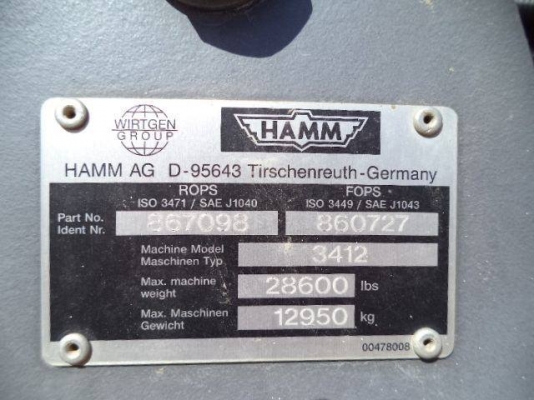 WIRTGEN
GROUP
HAMM
HAMM AG D-95643 Tirschenreuth-Germany
ROPS FOPS
ISO 3471 / SAE J1040 ISO 3449 / SAE J1043
Part No.
Ident Nr. 867098 860727
Machine Model
Maschinen Typ 3412
Max. machine
weight 28600 lbs
Max. Maschinen
Gewicht 12950 kg
00478008